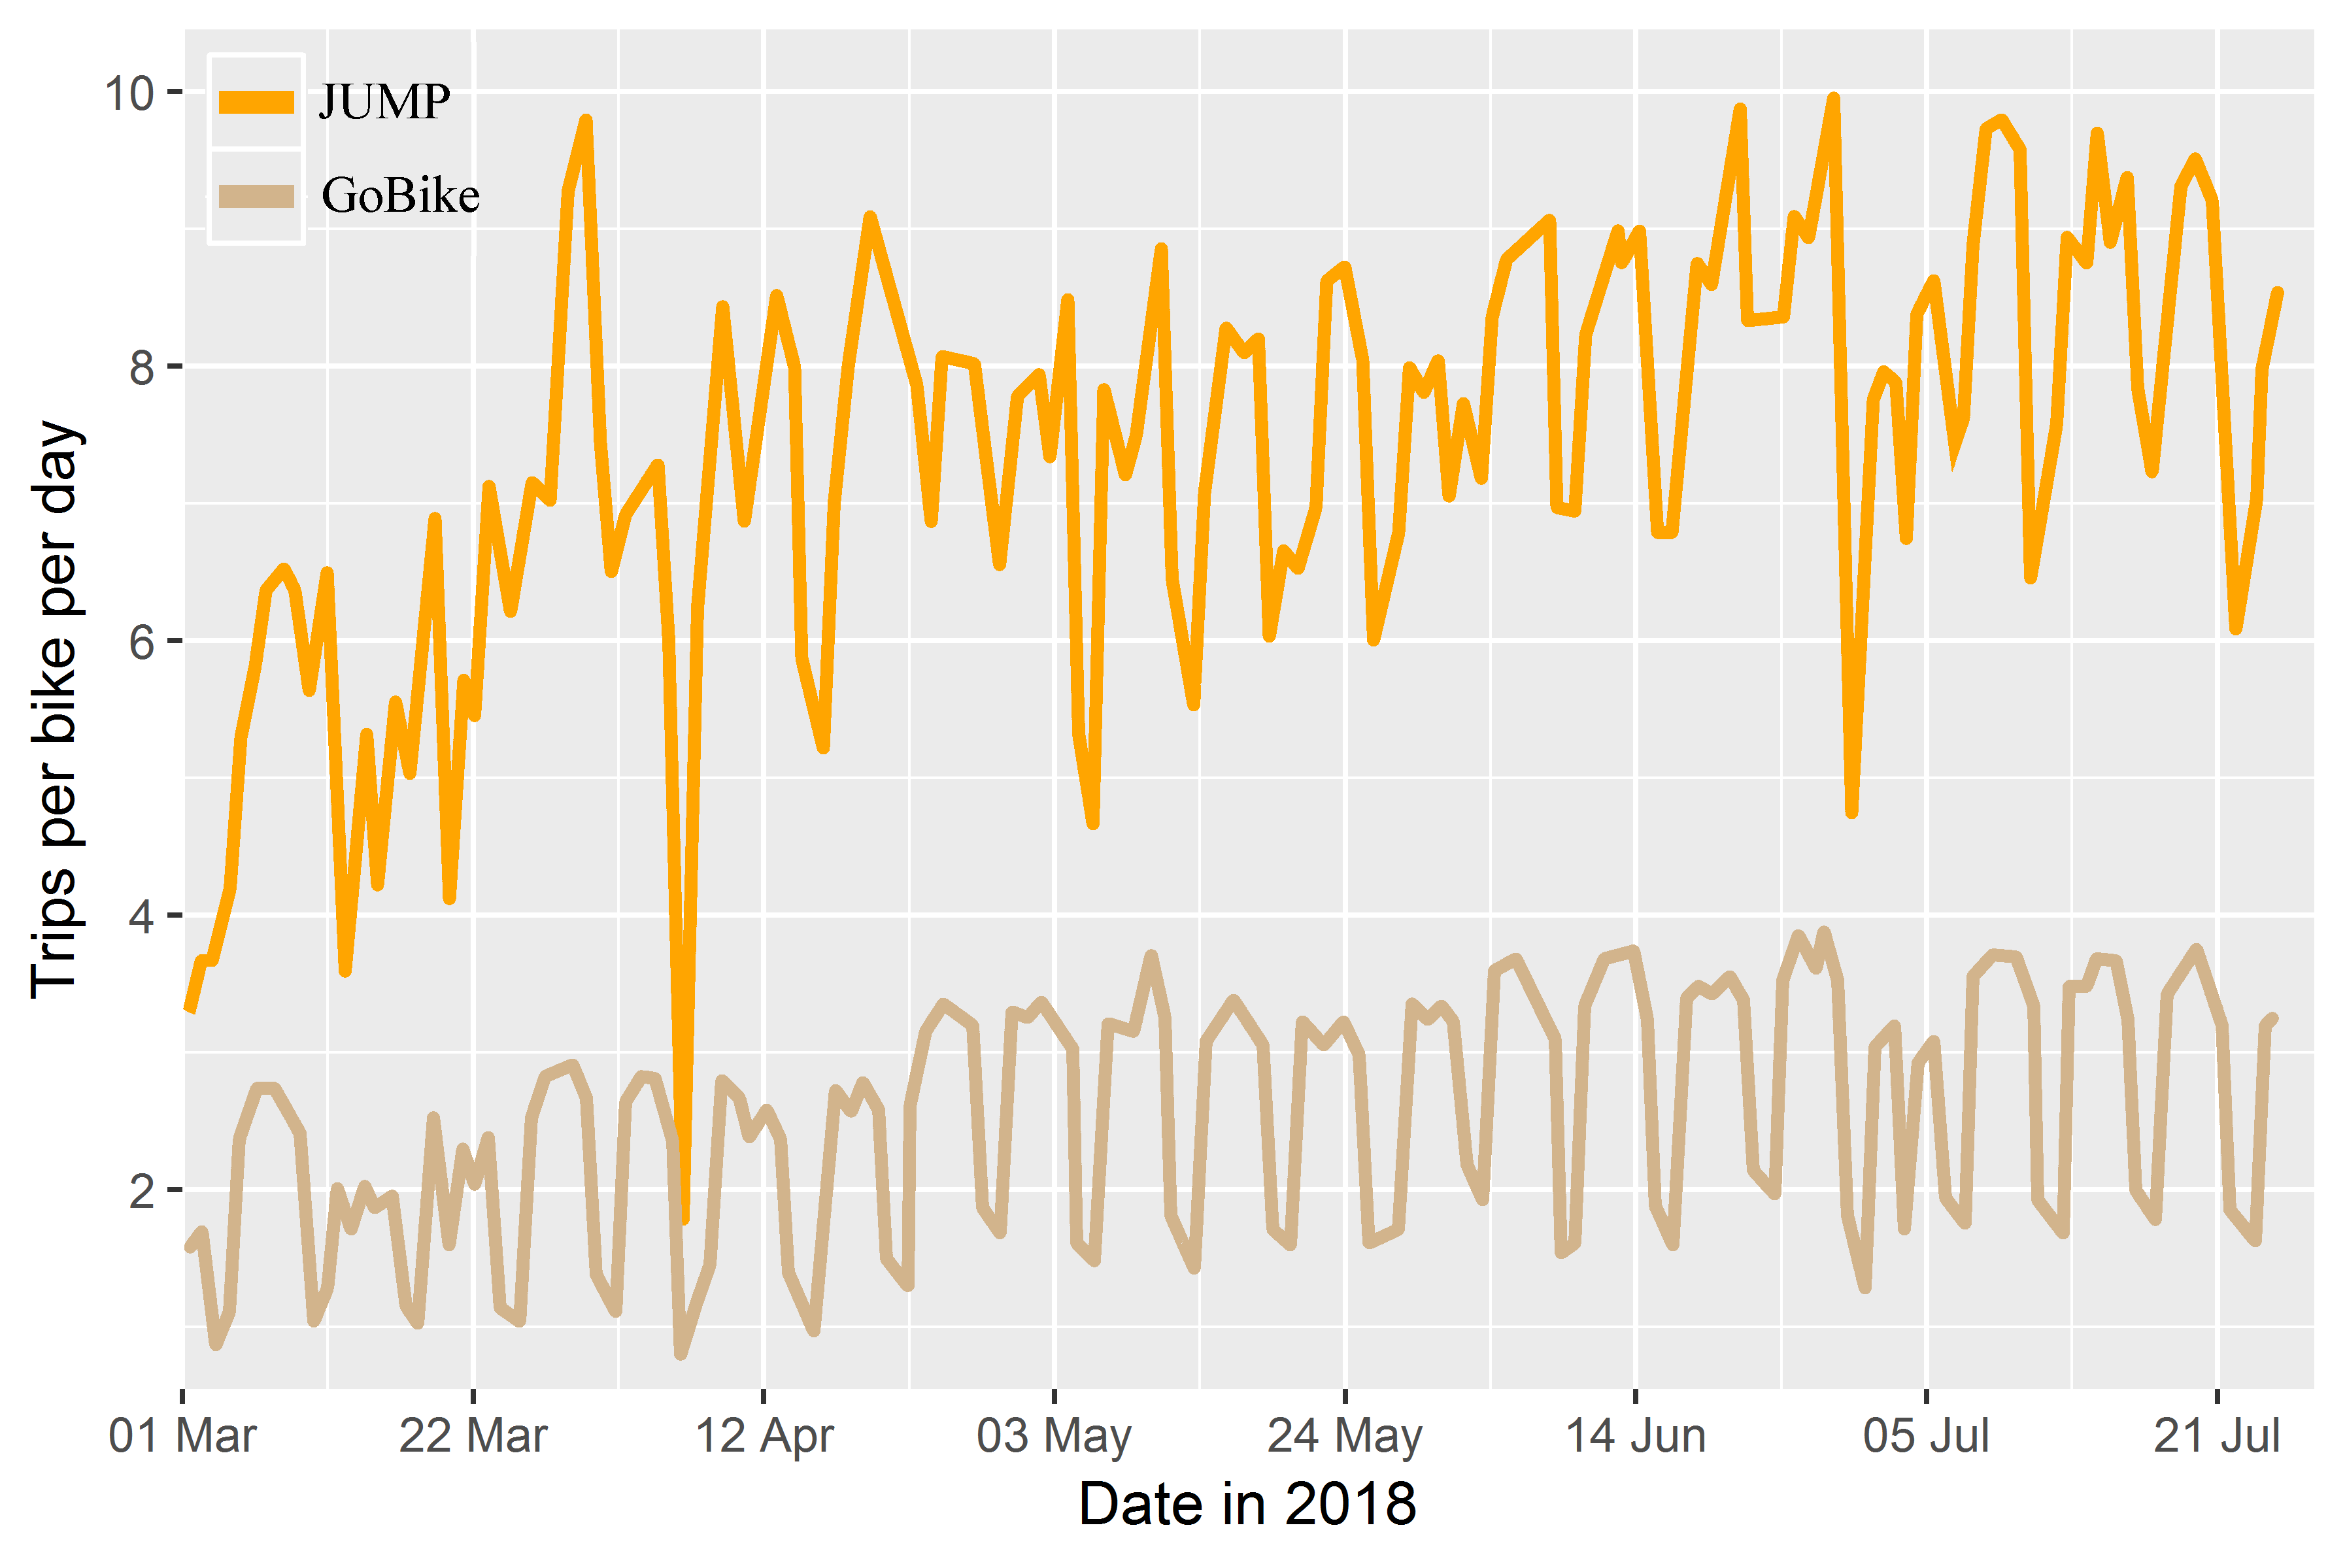 JUMP
GoBike
Trips per bike per day
10
8
6
4
2
01 Mar 22 Mar 12 Apr 03 May 24 May 14 Jun 05 Jul 21 Jul
Date in 2018